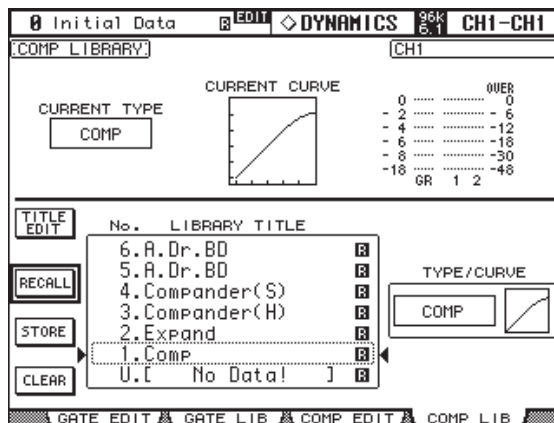 0 Initial Data R EDIT ◇DYNAMICS 96k 6.1 CH1-CH1
COMP LIBRARY CH1
CURRENT TYPE
COMP
CURRENT CURVE
OVER
0 0
- 2 - 6
- 4 -12
- 6 -18
- 8 -30
-18 -48
GR 1 2
TITLE EDIT
RECALL
STORE
CLEAR
No. LIBRARY TITLE
6.A.Dr.BD R
5.A.Dr.BD R
4.Compander(S) R
3.Compander(H) R
2.Expand R
1.Comp R
U.[ No Data! ] R
TYPE/CURVE
COMP
GATE EDIT GATE LIB COMP EDIT COMP LIB